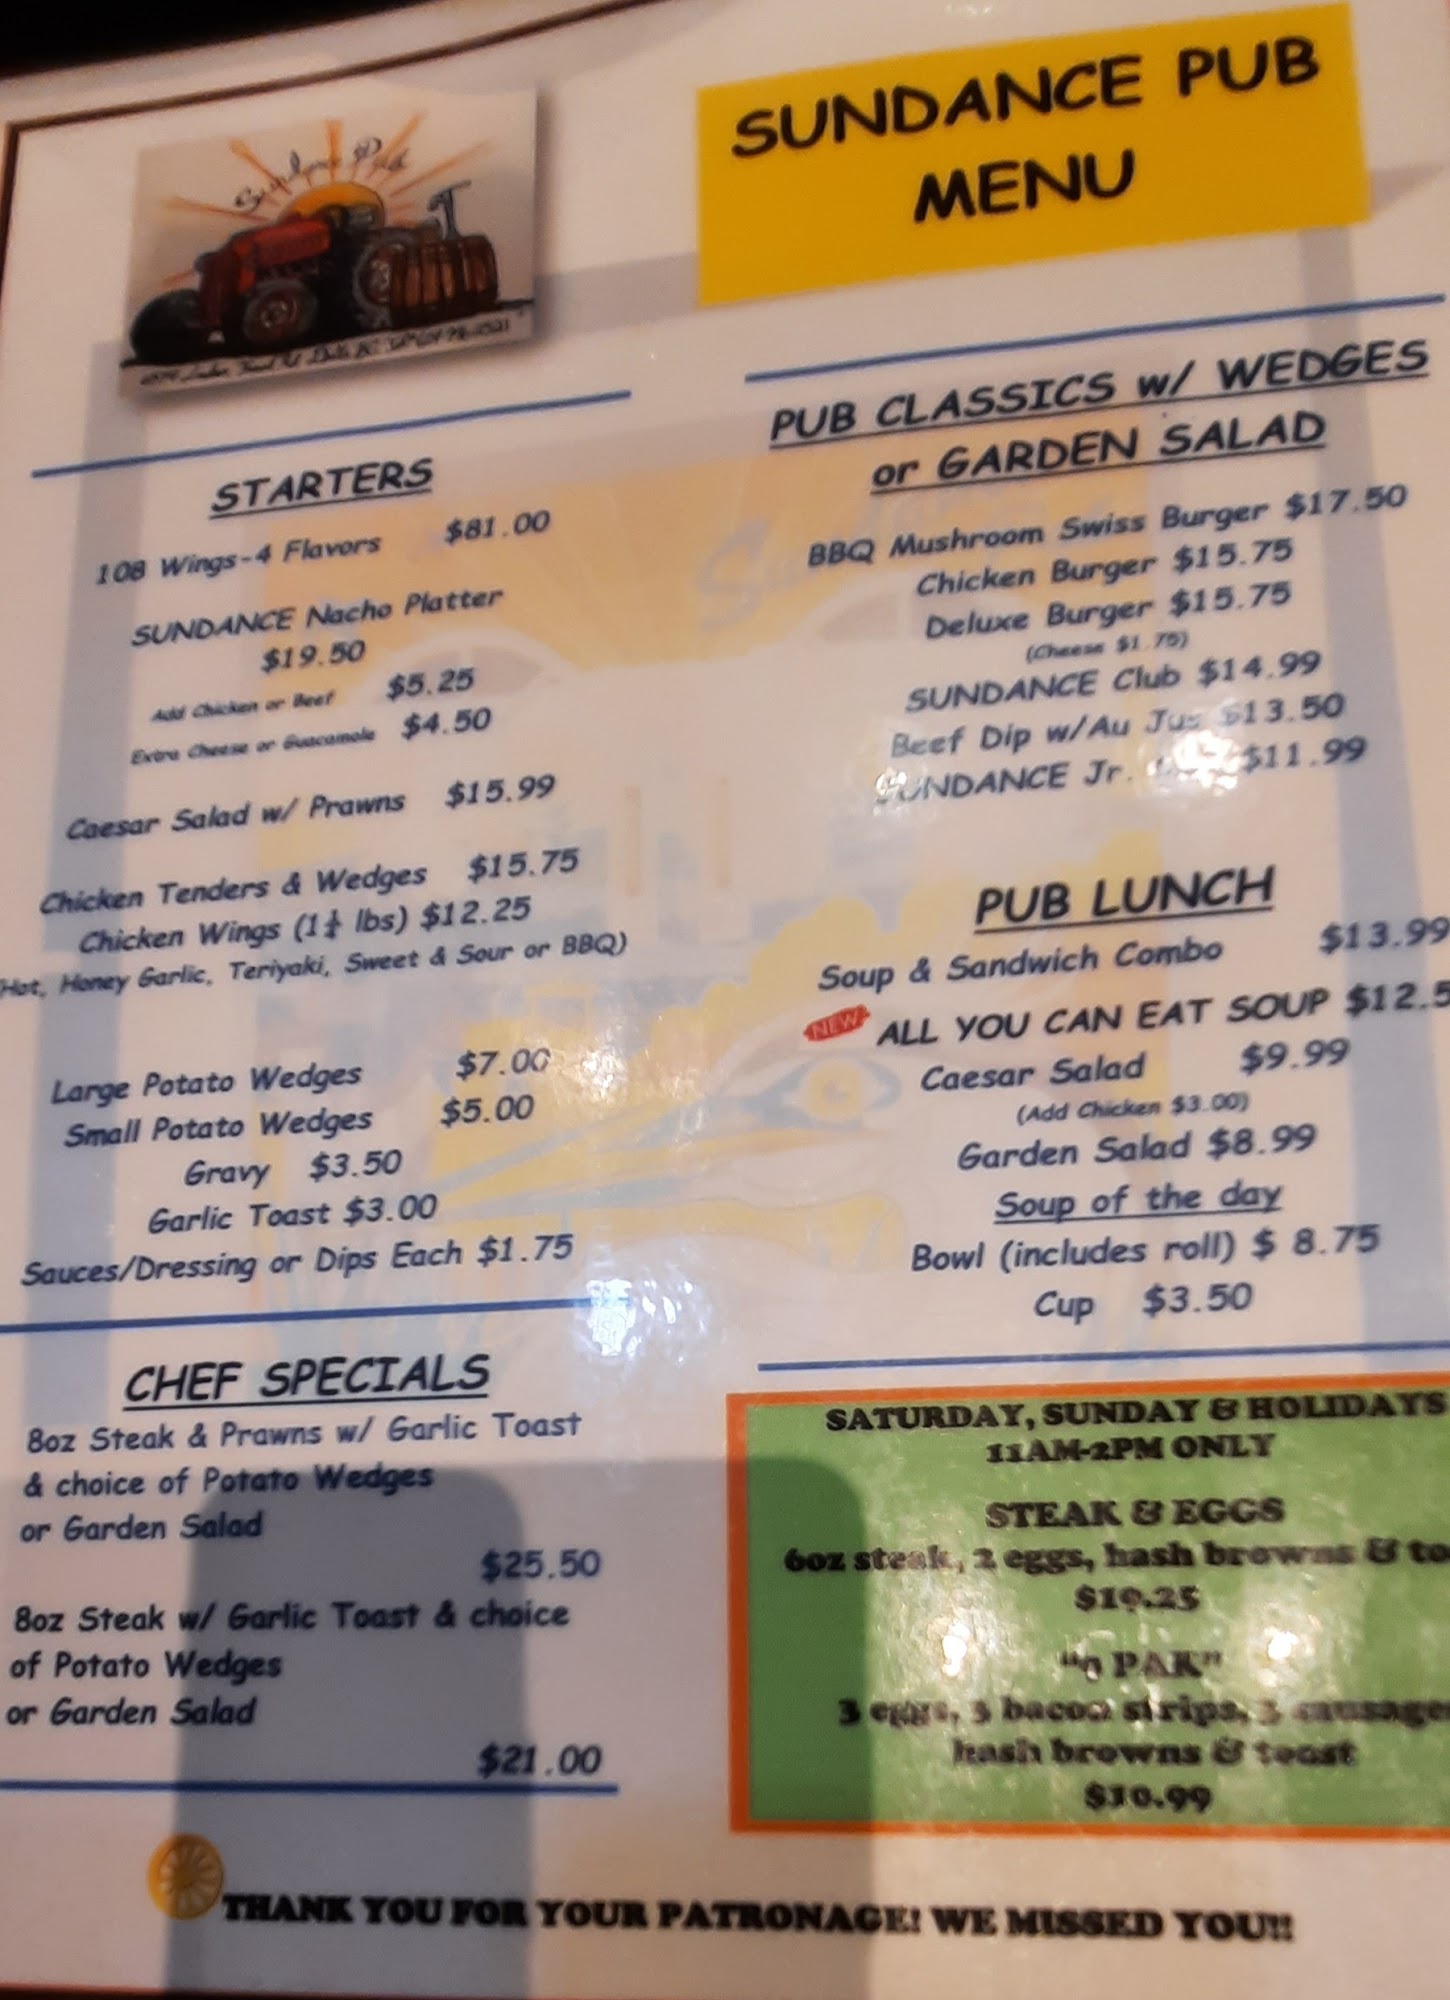 SUNDANCE PUB
MENU
STARTERS
108 Wings-4 Flavors $81.00
SUNDANCE Nacho Platter
$19.50
Add Chicken or Beef $5.25
Extra Cheese or Guacamole $4.50
Caesar Salad w/ Prawns $15.99
Chicken Tenders & Wedges $15.75
Chicken Wings (1½ lbs) $12.25
(Hot, Honey Garlic, Teriyaki, Sweet & Sour or BBQ)
Large Potato Wedges $7.00
Small Potato Wedges $5.00
Gravy $3.50
Garlic Toast $3.00
Sauces/Dressing or Dips Each $1.75
CHEF SPECIALS
8oz Steak & Prawns w/ Garlic Toast
& choice of Potato Wedges
or Garden Salad
$25.50
8oz Steak w/ Garlic Toast & choice
of Potato Wedges
or Garden Salad
$21.00
PUB CLASSICS w/ WEDGES
or GARDEN SALAD
BBQ Mushroom Swiss Burger $17.50
Chicken Burger $15.75
Deluxe Burger $15.75
(Cheese $1.75)
SUNDANCE Club $14.99
Beef Dip w/Au Jus $13.50
SUNDANCE Jr. $11.99
PUB LUNCH
Soup & Sandwich Combo $13.99
NEW ALL YOU CAN EAT SOUP $12.5
Caesar Salad $9.99
(Add Chicken $3.00)
Garden Salad $8.99
Soup of the day
Bowl (includes roll) $ 8.75
Cup $3.50
SATURDAY, SUNDAY & HOLIDAYS
11AM-2PM ONLY
STEAK & EGGS
6oz steak, 2 eggs, hash browns & to
$19.25
"9 PAK"
3 eggs, 3 bacon strips, 3 sausage
hash browns & toast
$10.99
THANK YOU FOR YOUR PATRONAGE! WE MISSED YOU!!